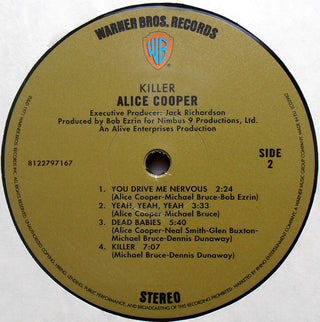 WARNER BROS. RECORDS
WB
KILLER
ALICE COOPER
Executive Producer: Jack Richardson
Produced by Bob Ezrin for Nimbus 9 Productions, Ltd.
An Alive Enterprises Production
8122797167
SIDE
2
1. YOU DRIVE ME NERVOUS 2:24
(Alice Cooper-Michael Bruce-Bob Ezrin)
2. YEAH, YEAH, YEAH 3:33
(Alice Cooper-Michael Bruce)
3. DEAD BABIES 5:40
(Alice Cooper-Neal Smith-Glen Buxton-
Michael Bruce-Dennis Dunaway)
4. KILLER 7:07
(Michael Bruce-Dennis Dunaway)
STEREO